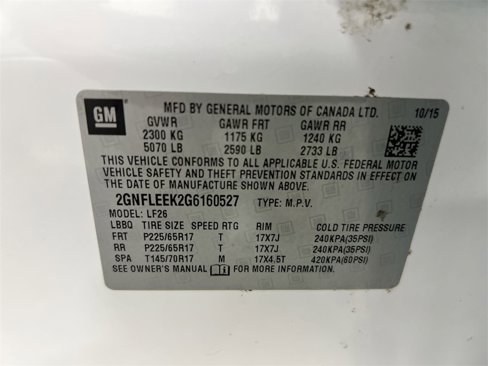 GM
MFD BY GENERAL MOTORS OF CANADA LTD. 10/15
GVWR GAWR FRT GAWR RR
2300 KG 1175 KG 1240 KG
5070 LB 2590 LB 2733 LB
THIS VEHICLE CONFORMS TO ALL APPLICABLE U.S. FEDERAL MOTOR
VEHICLE SAFETY AND THEFT PREVENTION STANDARDS IN EFFECT
ON THE DATE OF MANUFACTURE SHOWN ABOVE.
2GNFLEEK2G6160527 TYPE: M.P.V.
MODEL: LF26
LBBQ TIRE SIZE SPEED RTG RIM COLD TIRE PRESSURE
FRT P225/65R17 T 17X7J 240KPA(35PSI)
RR P225/65R17 T 17X7J 240KPA(35PSI)
SPA T145/70R17 M 17X4.5T 420KPA(60PSI)
SEE OWNER'S MANUAL FOR MORE INFORMATION